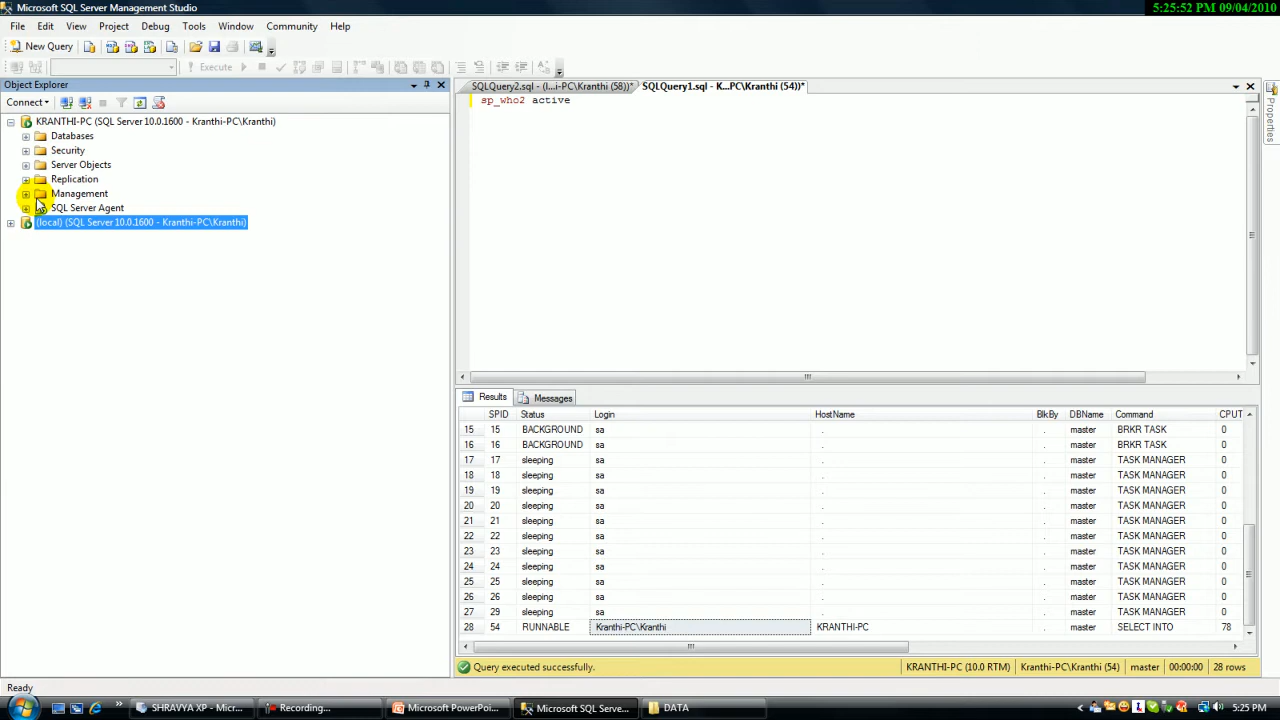 Microsoft SQL Server Management Studio
5:25:52 PM 09/04/2010
File Edit View Project Debug Tools Window Community Help
New Query
Execute
Object Explorer
SQLQuery2.sql - (l...i-PC\Kranthi (58))* SQLQuery1.sql - K...PC\Kranthi (54))*
Connect
sp_who2 active
Properties
KRANTHI-PC (SQL Server 10.0.1600 - Kranthi-PC\Kranthi)
Databases
Security
Server Objects
Replication
Management
SQL Server Agent
(local) (SQL Server 10.0.1600 - Kranthi-PC\Kranthi)
Results Messages
SPID Status Login HostName BlkBy DBName Command CPUT
15 15 BACKGROUND sa . . master BRKR TASK 0
16 16 BACKGROUND sa . . master BRKR TASK 0
17 17 sleeping sa . . master TASK MANAGER 0
18 18 sleeping sa . . master TASK MANAGER 0
19 19 sleeping sa . . master TASK MANAGER 0
20 20 sleeping sa . . master TASK MANAGER 0
21 21 sleeping sa . . master TASK MANAGER 0
22 22 sleeping sa . . master TASK MANAGER 0
23 23 sleeping sa . . master TASK MANAGER 0
24 24 sleeping sa . . master TASK MANAGER 0
25 25 sleeping sa . . master TASK MANAGER 0
26 26 sleeping sa . . master TASK MANAGER 0
27 29 sleeping sa . . master TASK MANAGER 0
28 54 RUNNABLE Kranthi-PC\Kranthi KRANTHI-PC . master SELECT INTO 78
Query executed successfully. KRANTHI-PC (10.0 RTM) Kranthi-PC\Kranthi (54) master 00:00:00 28 rows
Ready
SHRAVYA XP - Micr... Recording... Microsoft PowerPoi... Microsoft SQL Serve... DATA 5:25 PM